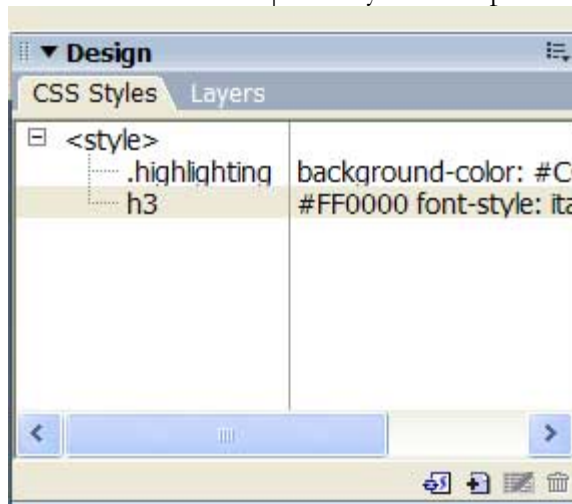 Design
CSS Styles Layers
<style>
.highlighting background-color: #C
h3 #FF0000 font-style: ita